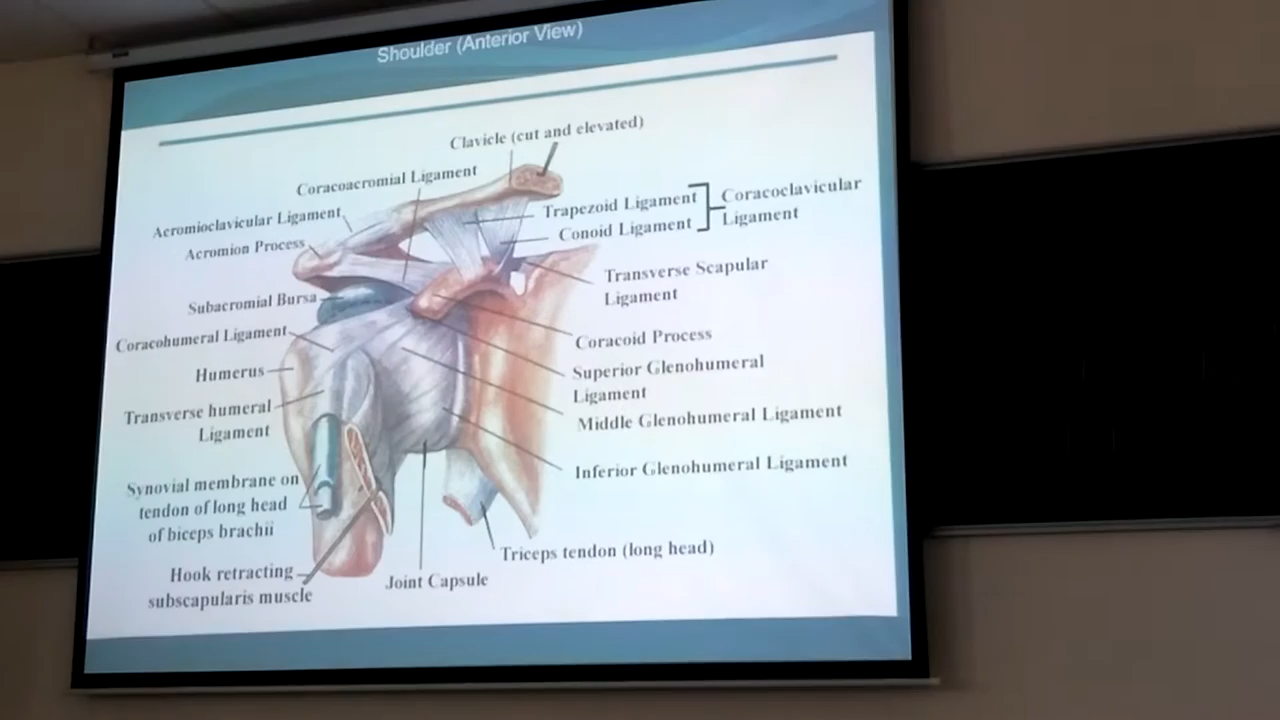 Shoulder (Anterior View)
Clavicle (cut and elevated)
Coracoacromial Ligament
Acromioclavicular Ligament
Acromion Process
Subacromial Bursa
Coracohumeral Ligament
Humerus
Transverse humeral
Ligament
Synovial membrane on
tendon of long head
of biceps brachii
Hook retracting
subscapularis muscle
Joint Capsule
Trapezoid Ligament
Conoid Ligament
Coracoclavicular
Ligament
Transverse Scapular
Ligament
Coracoid Process
Superior Glenohumeral
Ligament
Middle Glenohumeral Ligament
Inferior Glenohumeral Ligament
Triceps tendon (long head)